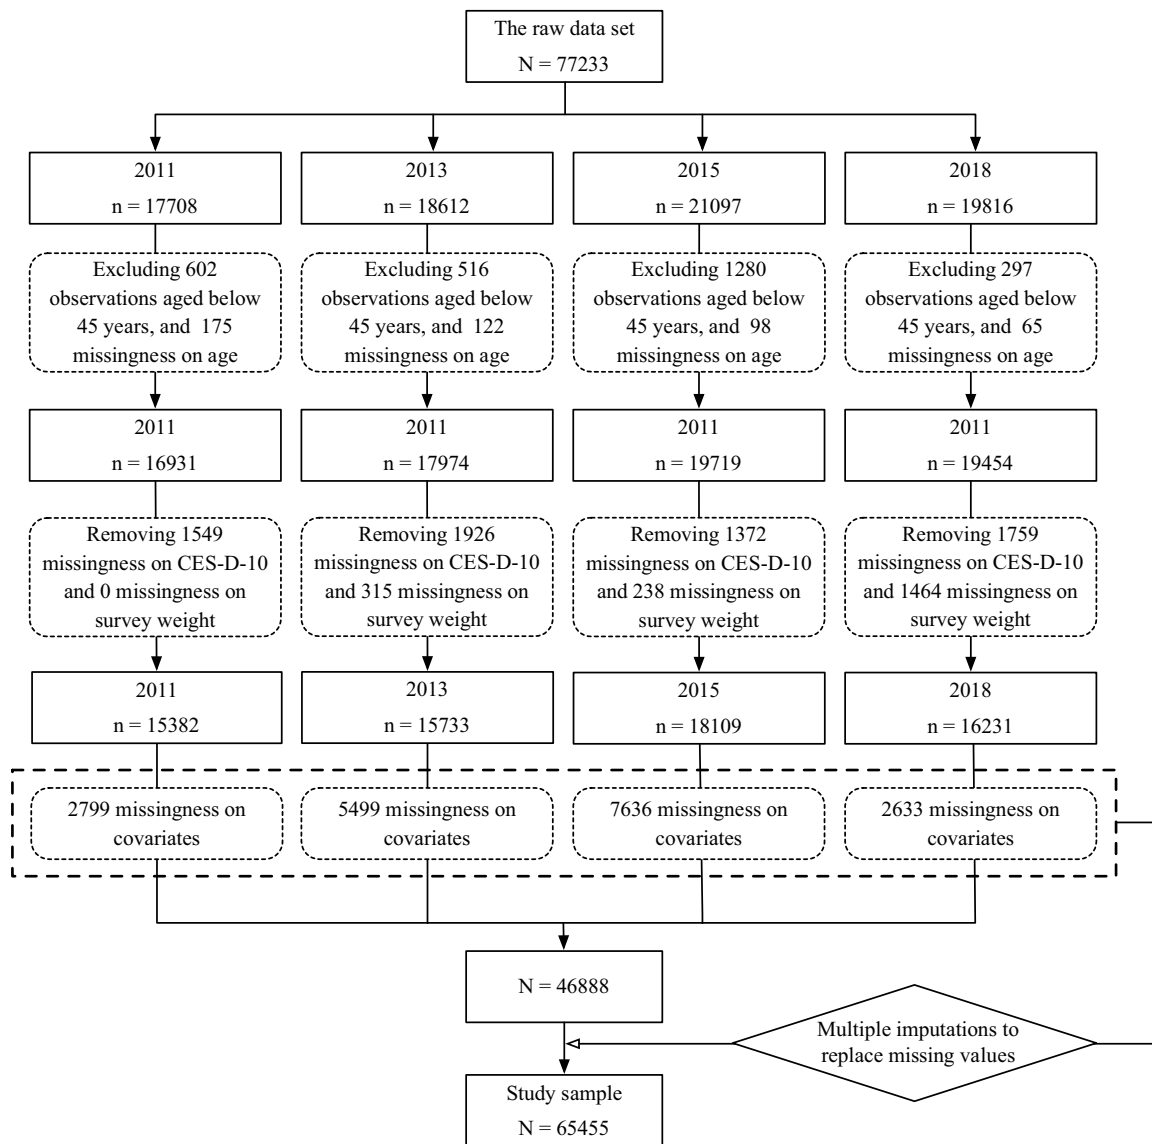 The raw data set
N = 77233
2011
n = 17708
2013
n = 18612
2015
n = 21097
2018
n = 19816
Excluding 602
observations aged below
45 years, and 175
missingness on age
Excluding 516
observations aged below
45 years, and 122
missingness on age
Excluding 1280
observations aged below
45 years, and 98
missingness on age
Excluding 297
observations aged below
45 years, and 65
missingness on age
2011
n = 16931
2011
n = 17974
2011
n = 19719
2011
n = 19454
Removing 1549
missingness on CES-D-10
and 0 missingness on
survey weight
Removing 1926
missingness on CES-D-10
and 315 missingness on
survey weight
Removing 1372
missingness on CES-D-10
and 238 missingness on
survey weight
Removing 1759
missingness on CES-D-10
and 1464 missingness on
survey weight
2011
n = 15382
2013
n = 15733
2015
n = 18109
2018
n = 16231
2799 missingness on
covariates
5499 missingness on
covariates
7636 missingness on
covariates
2633 missingness on
covariates
N = 46888
Multiple imputations to
replace missing values
Study sample
N = 65455